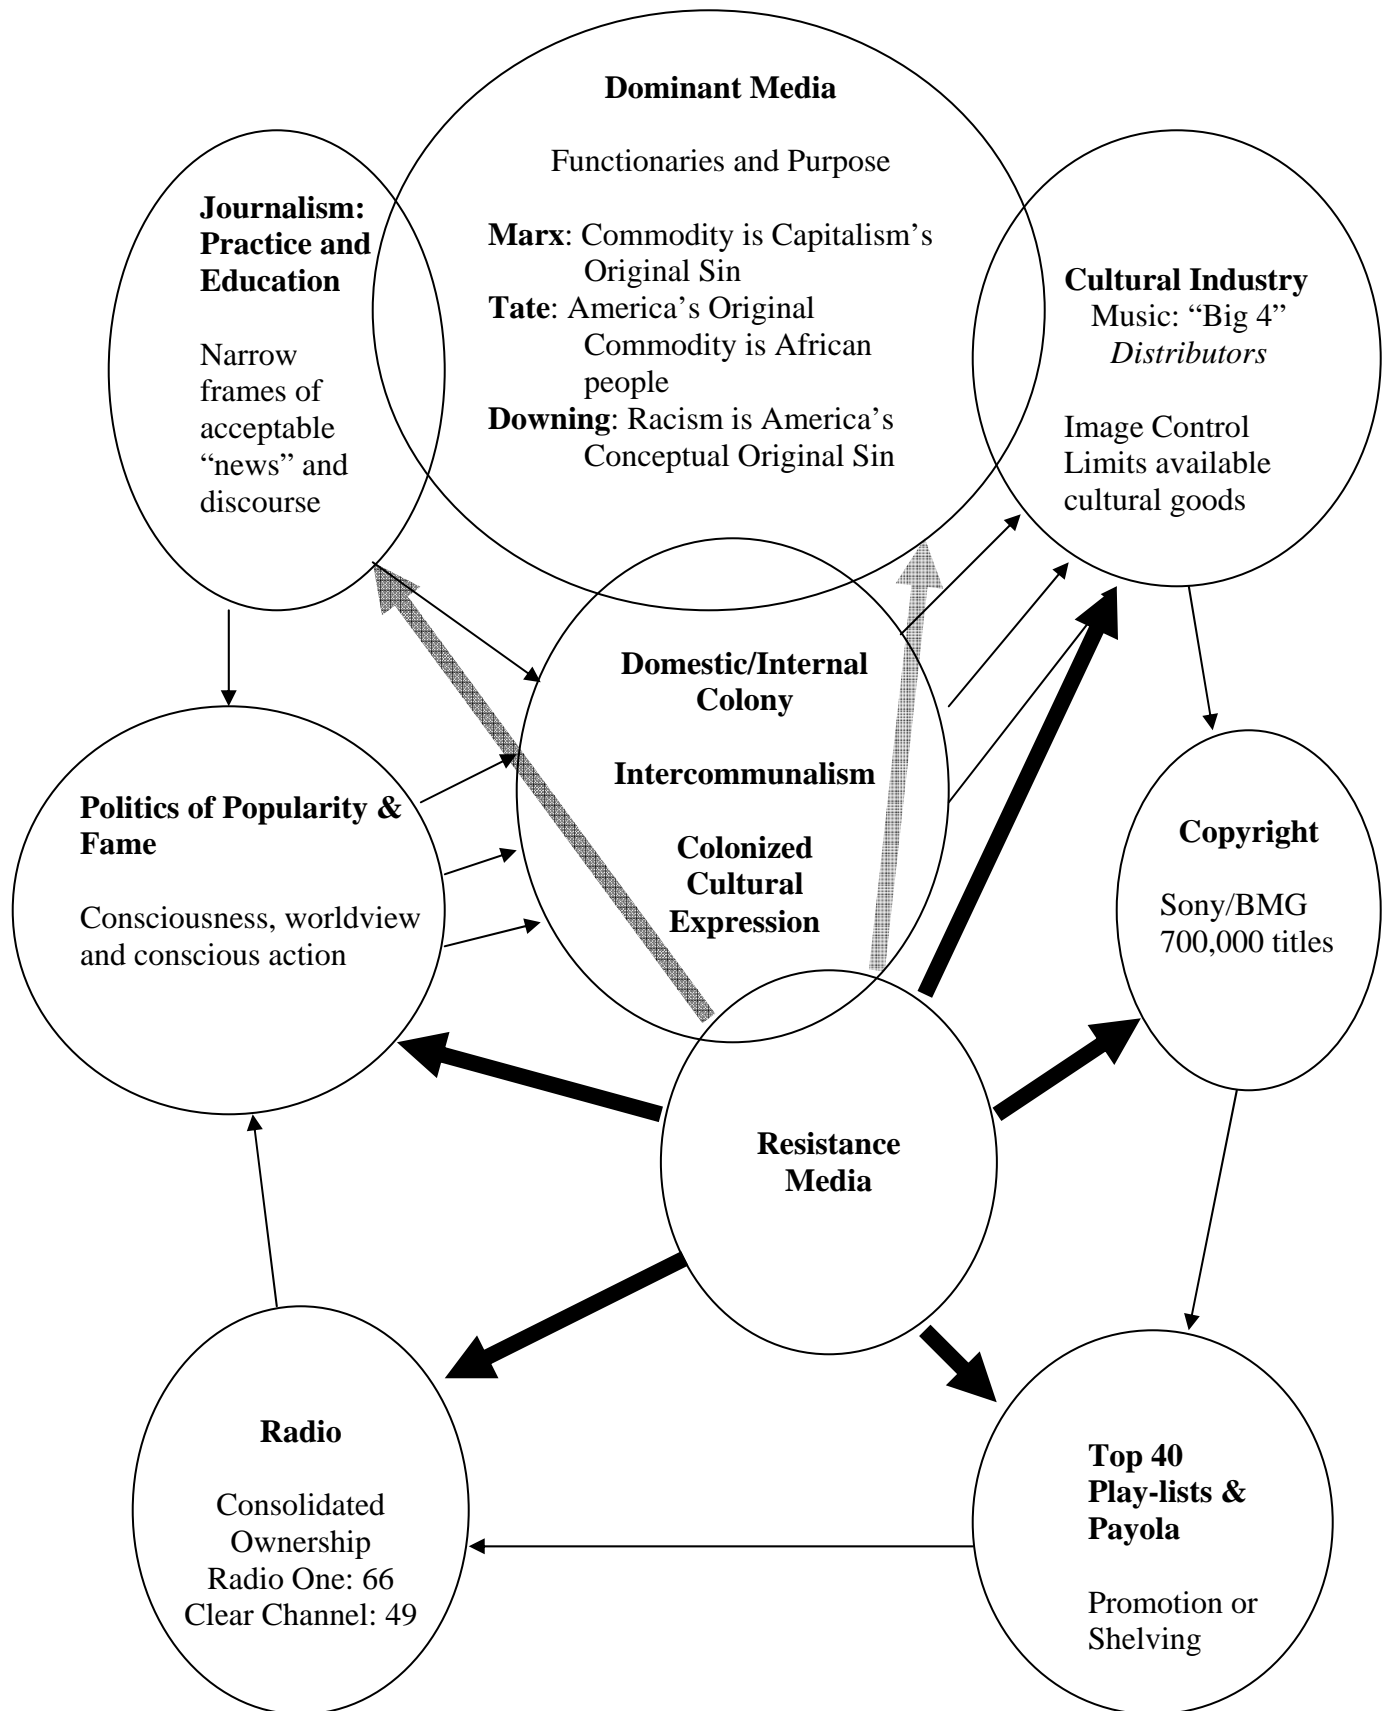 Dominant Media
Functionaries and Purpose
Marx: Commodity is Capitalism’s
Original Sin
Tate: America’s Original
Commodity is African
people
Downing: Racism is America’s
Conceptual Original Sin
Journalism:
Practice and
Education
Narrow
frames of
acceptable
“news” and
discourse
Cultural Industry
Music: “Big 4”
Distributors
Image Control
Limits available
cultural goods
Domestic/Internal
Colony
Intercommunalism
Colonized
Cultural
Expression
Politics of Popularity &
Fame
Consciousness, worldview
and conscious action
Copyright
Sony/BMG
700,000 titles
Resistance
Media
Radio
Consolidated
Ownership
Radio One: 66
Clear Channel: 49
Top 40
Play-lists &
Payola
Promotion or
Shelving